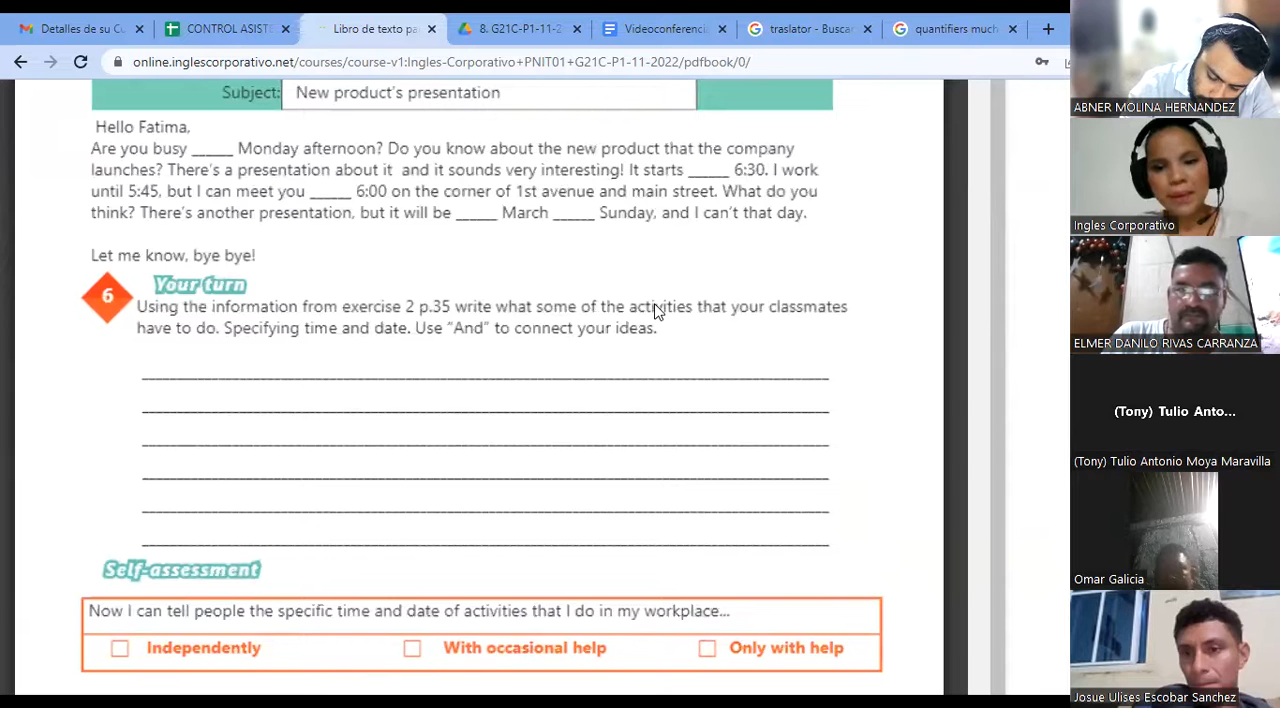 Detalles de su Cu
CONTROL ASISTE
Libro de texto pa
8. G21C-P1-11-2
Videoconferenci
traslator - Buscar
quantifiers much
online.inglescorporativo.net/courses/course-v1:Ingles-Corporativo+PNIT01+G21C-P1-11-2022/pdfbook/0/
Subject: New product's presentation
Hello Fatima,
Are you busy ______ Monday afternoon? Do you know about the new product that the company
launches? There's a presentation about it and it sounds very interesting! It starts ______ 6:30. I work
until 5:45, but I can meet you ______ 6:00 on the corner of 1st avenue and main street. What do you
think? There's another presentation, but it will be ______ March ______ Sunday, and I can't that day.
Let me know, bye bye!
6 Your turn
Using the information from exercise 2 p.35 write what some of the activities that your classmates
have to do. Specifying time and date. Use "And" to connect your ideas.
Self-assessment
Now I can tell people the specific time and date of activities that I do in my workplace...
Independently With occasional help Only with help
ABNER MOLINA HERNANDEZ
Ingles Corporativo
ELMER DANILO RIVAS CARRANZA
(Tony) Tulio Anto...
(Tony) Tulio Antonio Moya Maravilla
Omar Galicia
Josue Ulises Escobar Sanchez